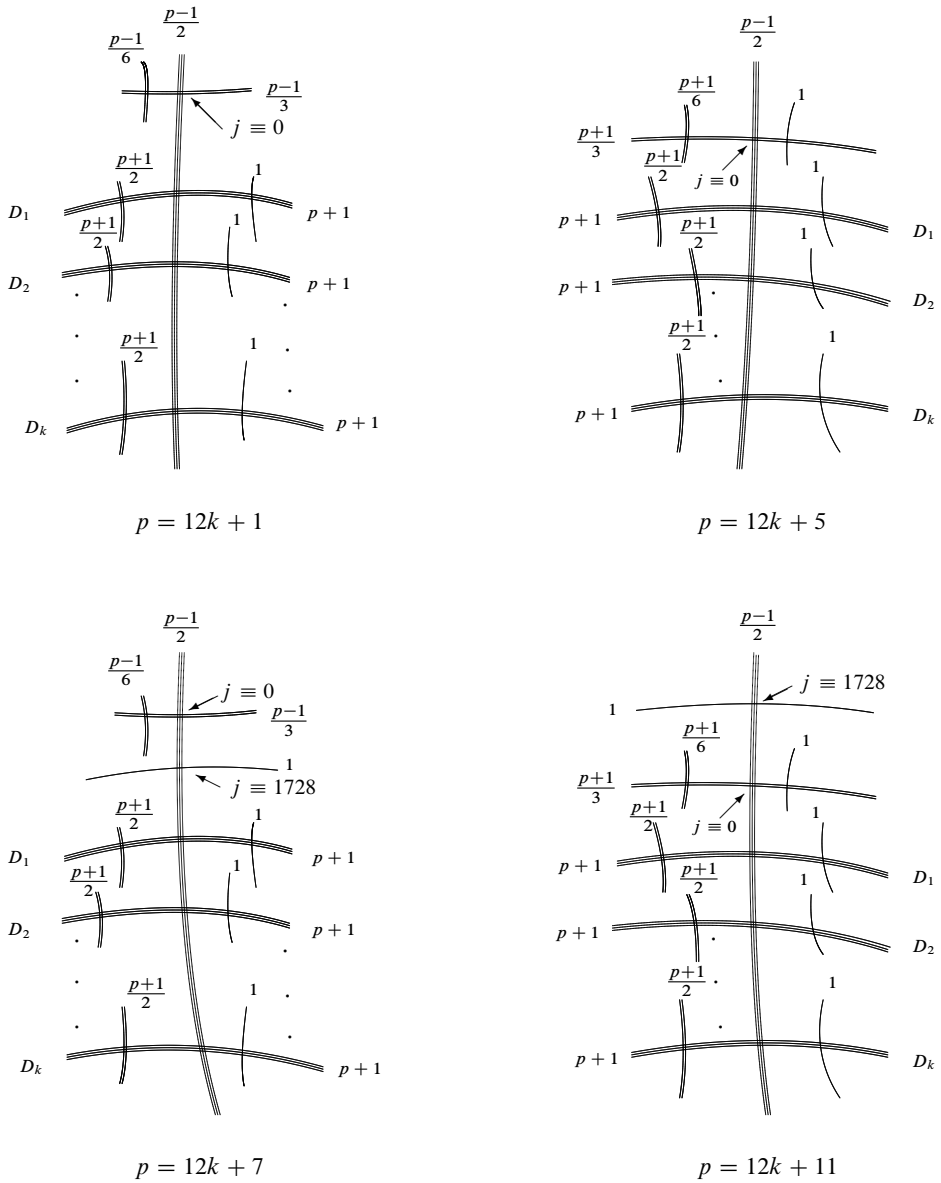 p−1/2
p−1/6
p−1/3
j ≡ 0
p+1/2
1
D₁
p + 1
p+1/2
1
D₂
p + 1
p+1/2
1
Dₖ
p + 1
p = 12k + 1
p−1/2
p+1/6
1
p+1/3
j ≡ 0
p+1/2
1
p + 1
D₁
p+1/2
1
p + 1
D₂
p+1/2
1
p + 1
Dₖ
p = 12k + 5
p−1/2
p−1/6
j ≡ 0
p−1/3
1
j ≡ 1728
p+1/2
1
D₁
p + 1
p+1/2
1
D₂
p + 1
p+1/2
1
Dₖ
p + 1
p = 12k + 7
p−1/2
j ≡ 1728
1
p+1/6
1
p+1/3
j ≡ 0
p+1/2
1
p + 1
D₁
p+1/2
1
p + 1
D₂
p+1/2
1
p + 1
Dₖ
p = 12k + 11